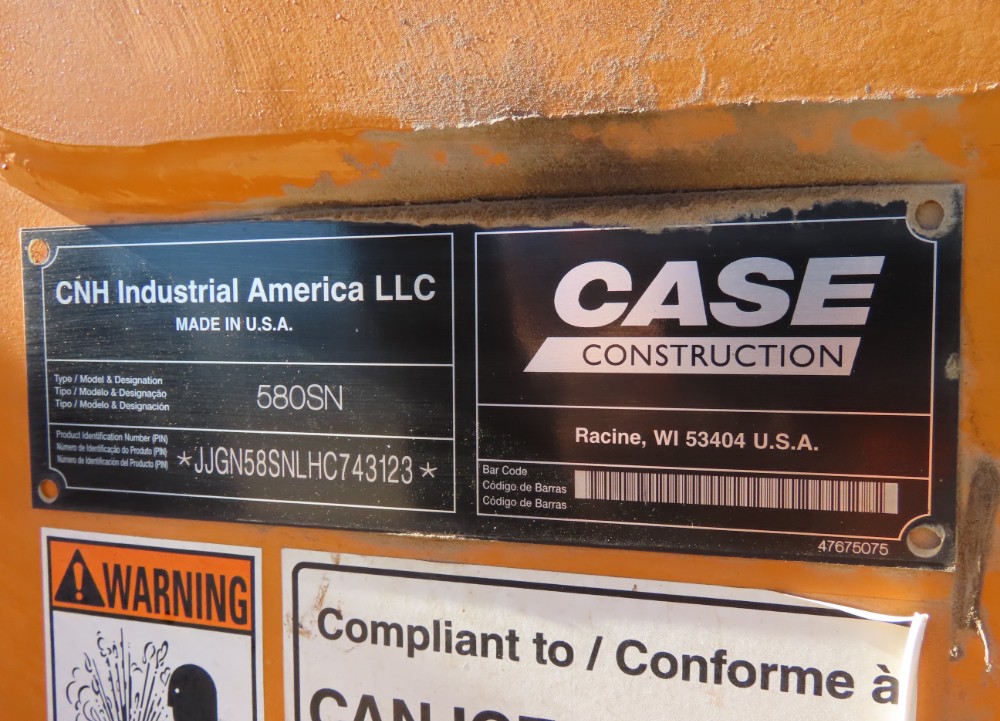 CNH Industrial America LLC
MADE IN U.S.A.
Type / Model & Designation
Tipo / Modelo & Designação
Tipo / Modelo & Designación
580SN
Product Identification Number (PIN)
Número de Identificação do Produto (PIN)
Número de Identificación del Producto (PIN)
*JJGN58SNLHC743123*
CASE
CONSTRUCTION
Racine, WI 53404 U.S.A.
Bar Code
Código de Barras
Código de Barras
47675075
WARNING
Compliant to / Conforme à